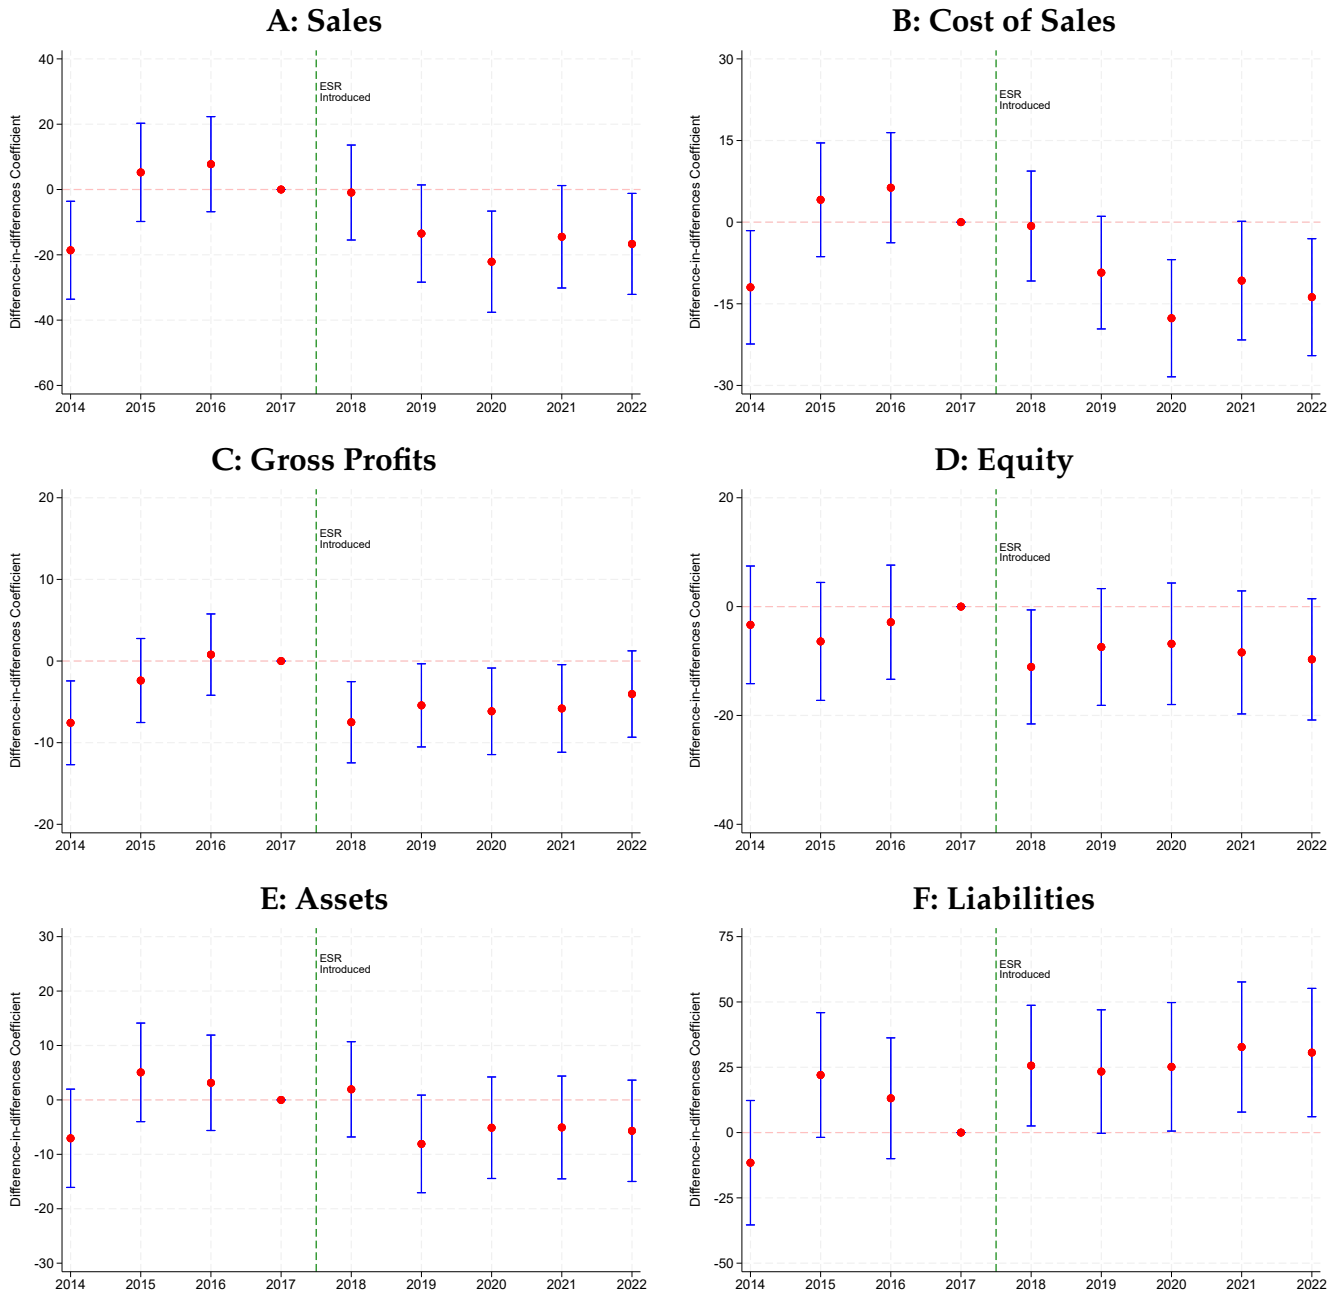 A: Sales
Difference-in-differences Coefficient
40
20
0
-20
-40
-60
ESR
Introduced
2014 2015 2016 2017 2018 2019 2020 2021 2022
B: Cost of Sales
Difference-in-differences Coefficient
30
15
0
-15
-30
ESR
Introduced
2014 2015 2016 2017 2018 2019 2020 2021 2022
C: Gross Profits
Difference-in-differences Coefficient
20
10
0
-10
-20
ESR
Introduced
2014 2015 2016 2017 2018 2019 2020 2021 2022
D: Equity
Difference-in-differences Coefficient
20
0
-20
-40
ESR
Introduced
2014 2015 2016 2017 2018 2019 2020 2021 2022
E: Assets
Difference-in-differences Coefficient
30
20
10
0
-10
-20
-30
ESR
Introduced
2014 2015 2016 2017 2018 2019 2020 2021 2022
F: Liabilities
Difference-in-differences Coefficient
75
50
25
0
-25
-50
ESR
Introduced
2014 2015 2016 2017 2018 2019 2020 2021 2022